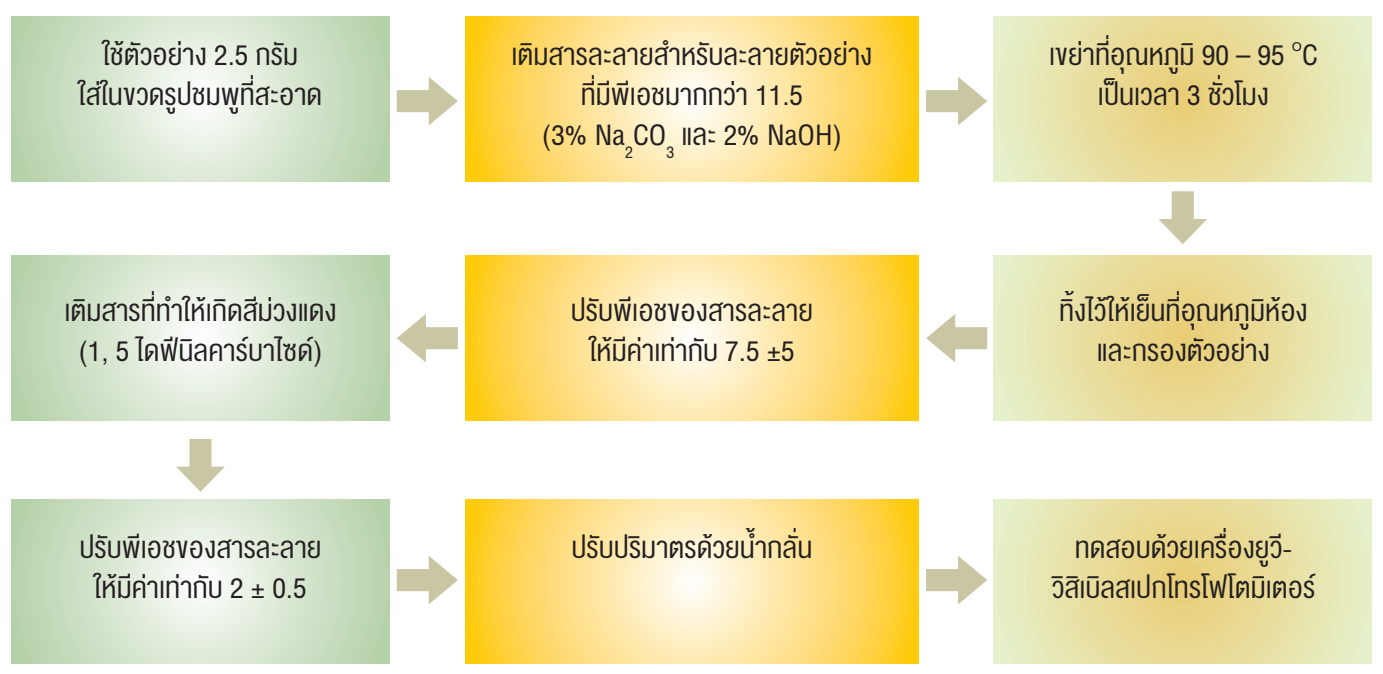 ใช้ตัวอย่าง 2.5 กรัม
ใส่ในขวดรูปชมพูที่สะอาด
เติมสารละลายสำหรับละลายตัวอย่าง
ที่มีพีเอชมากกว่า 11.5
(3% Na₂CO₃ และ 2% NaOH)
เขย่าที่อุณหภูมิ 90 – 95 °C
เป็นเวลา 3 ชั่วโมง
ทิ้งไว้ให้เย็นที่อุณหภูมิห้อง
และกรองตัวอย่าง
ปรับพีเอชของสารละลาย
ให้มีค่าเท่ากับ 7.5 ±5
เติมสารที่ทำให้เกิดสีม่วงแดง
(1, 5 ไดฟีนิลคาร์บาไซด์)
ปรับพีเอชของสารละลาย
ให้มีค่าเท่ากับ 2 ± 0.5
ปรับปริมาตรด้วยน้ำกลั่น
ทดสอบด้วยเครื่องยูวี-
วิสิเบิลสเปกโทรโฟโตมิเตอร์